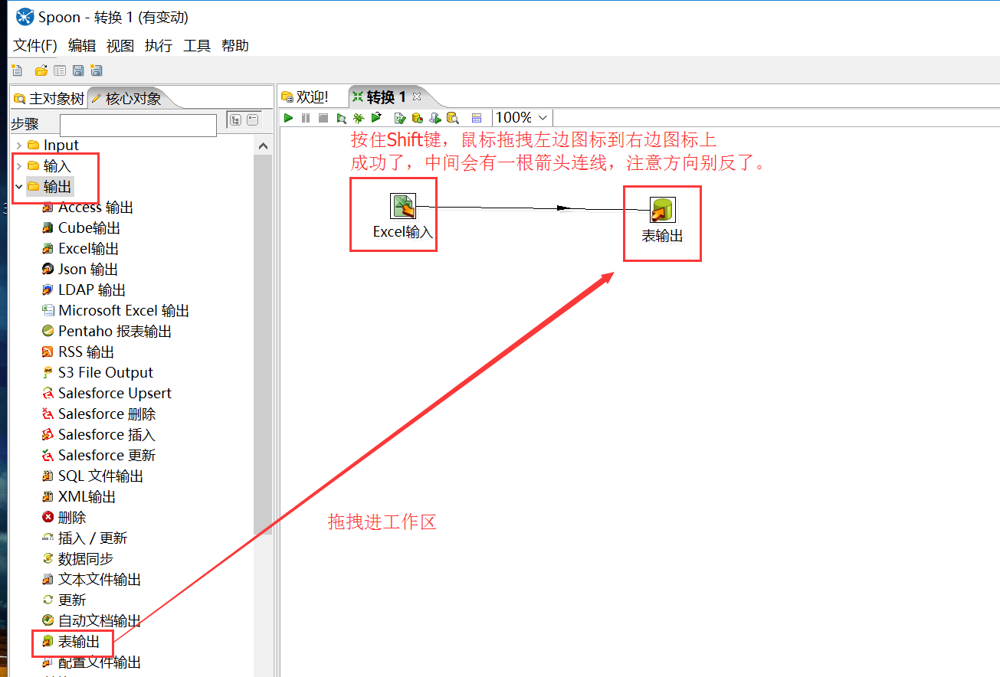 Spoon - 转换 1 (有变动)
文件(F) 编辑 视图 执行 工具 帮助
主对象树 核心对象
欢迎! 转换 1
步骤
100%
Input
输入
输出
Access 输出
Cube输出
Excel输出
Json 输出
LDAP 输出
Microsoft Excel 输出
Pentaho 报表输出
RSS 输出
S3 File Output
Salesforce Upsert
Salesforce 删除
Salesforce 插入
Salesforce 更新
SQL 文件输出
XML输出
删除
插入 / 更新
数据同步
文本文件输出
更新
自动文档输出
表输出
配置文件输出
按住Shift键，鼠标拖拽左边图标到右边图标上
成功了，中间会有一根箭头连线，注意方向别反了。
Excel输入
表输出
拖拽进工作区